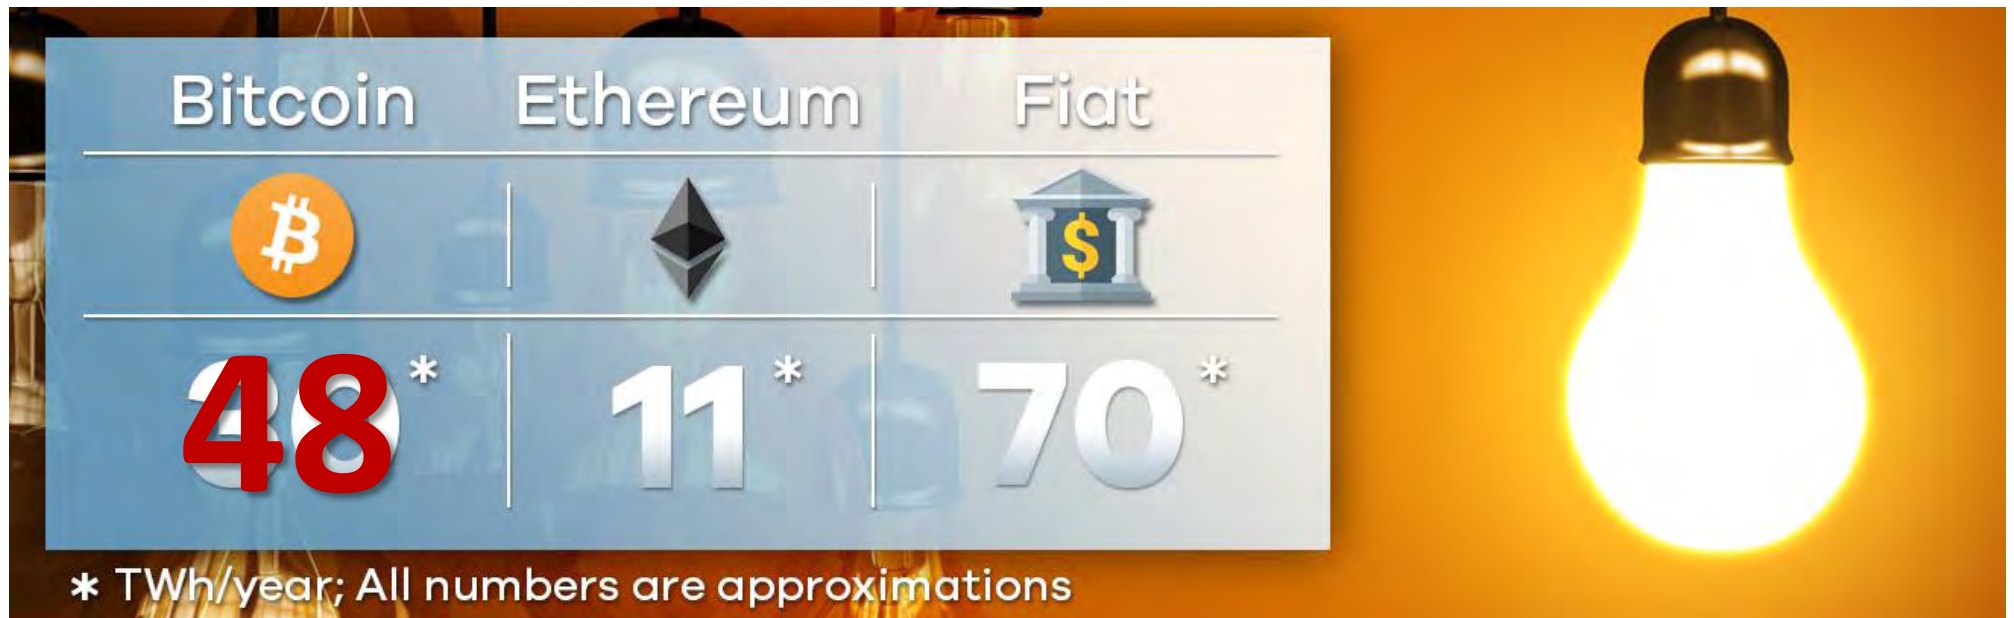 Bitcoin Ethereum Fiat
₿ $
48* 11* 70*
* TWh/year; All numbers are approximations